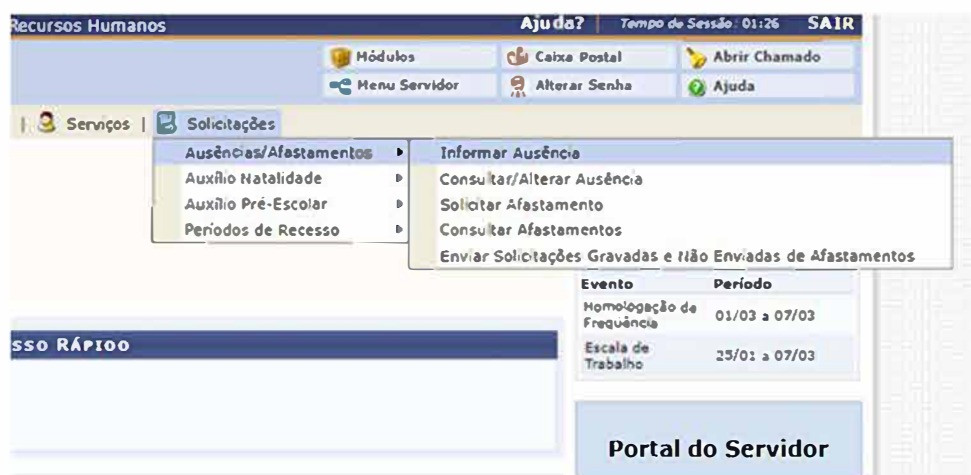 Recursos Humanos Ajuda? Tempo de Sessão: 01:26 SAIR
Módulos Caixa Postal Abrir Chamado
Menu Servidor Alterar Senha Ajuda
| Serviços | Solicitações
Ausências/Afastamentos
Auxílio Natalidade
Auxílio Pré-Escolar
Períodos de Recesso
Informar Ausência
Consultar/Alterar Ausência
Solicitar Afastamento
Consultar Afastamentos
Enviar Solicitações Gravadas e Não Enviadas de Afastamentos
Evento Período
Homologação de
Frequência 01/03 a 07/03
Escala de
Trabalho 25/01 a 07/03
SSO RÁPIDO
Portal do Servidor